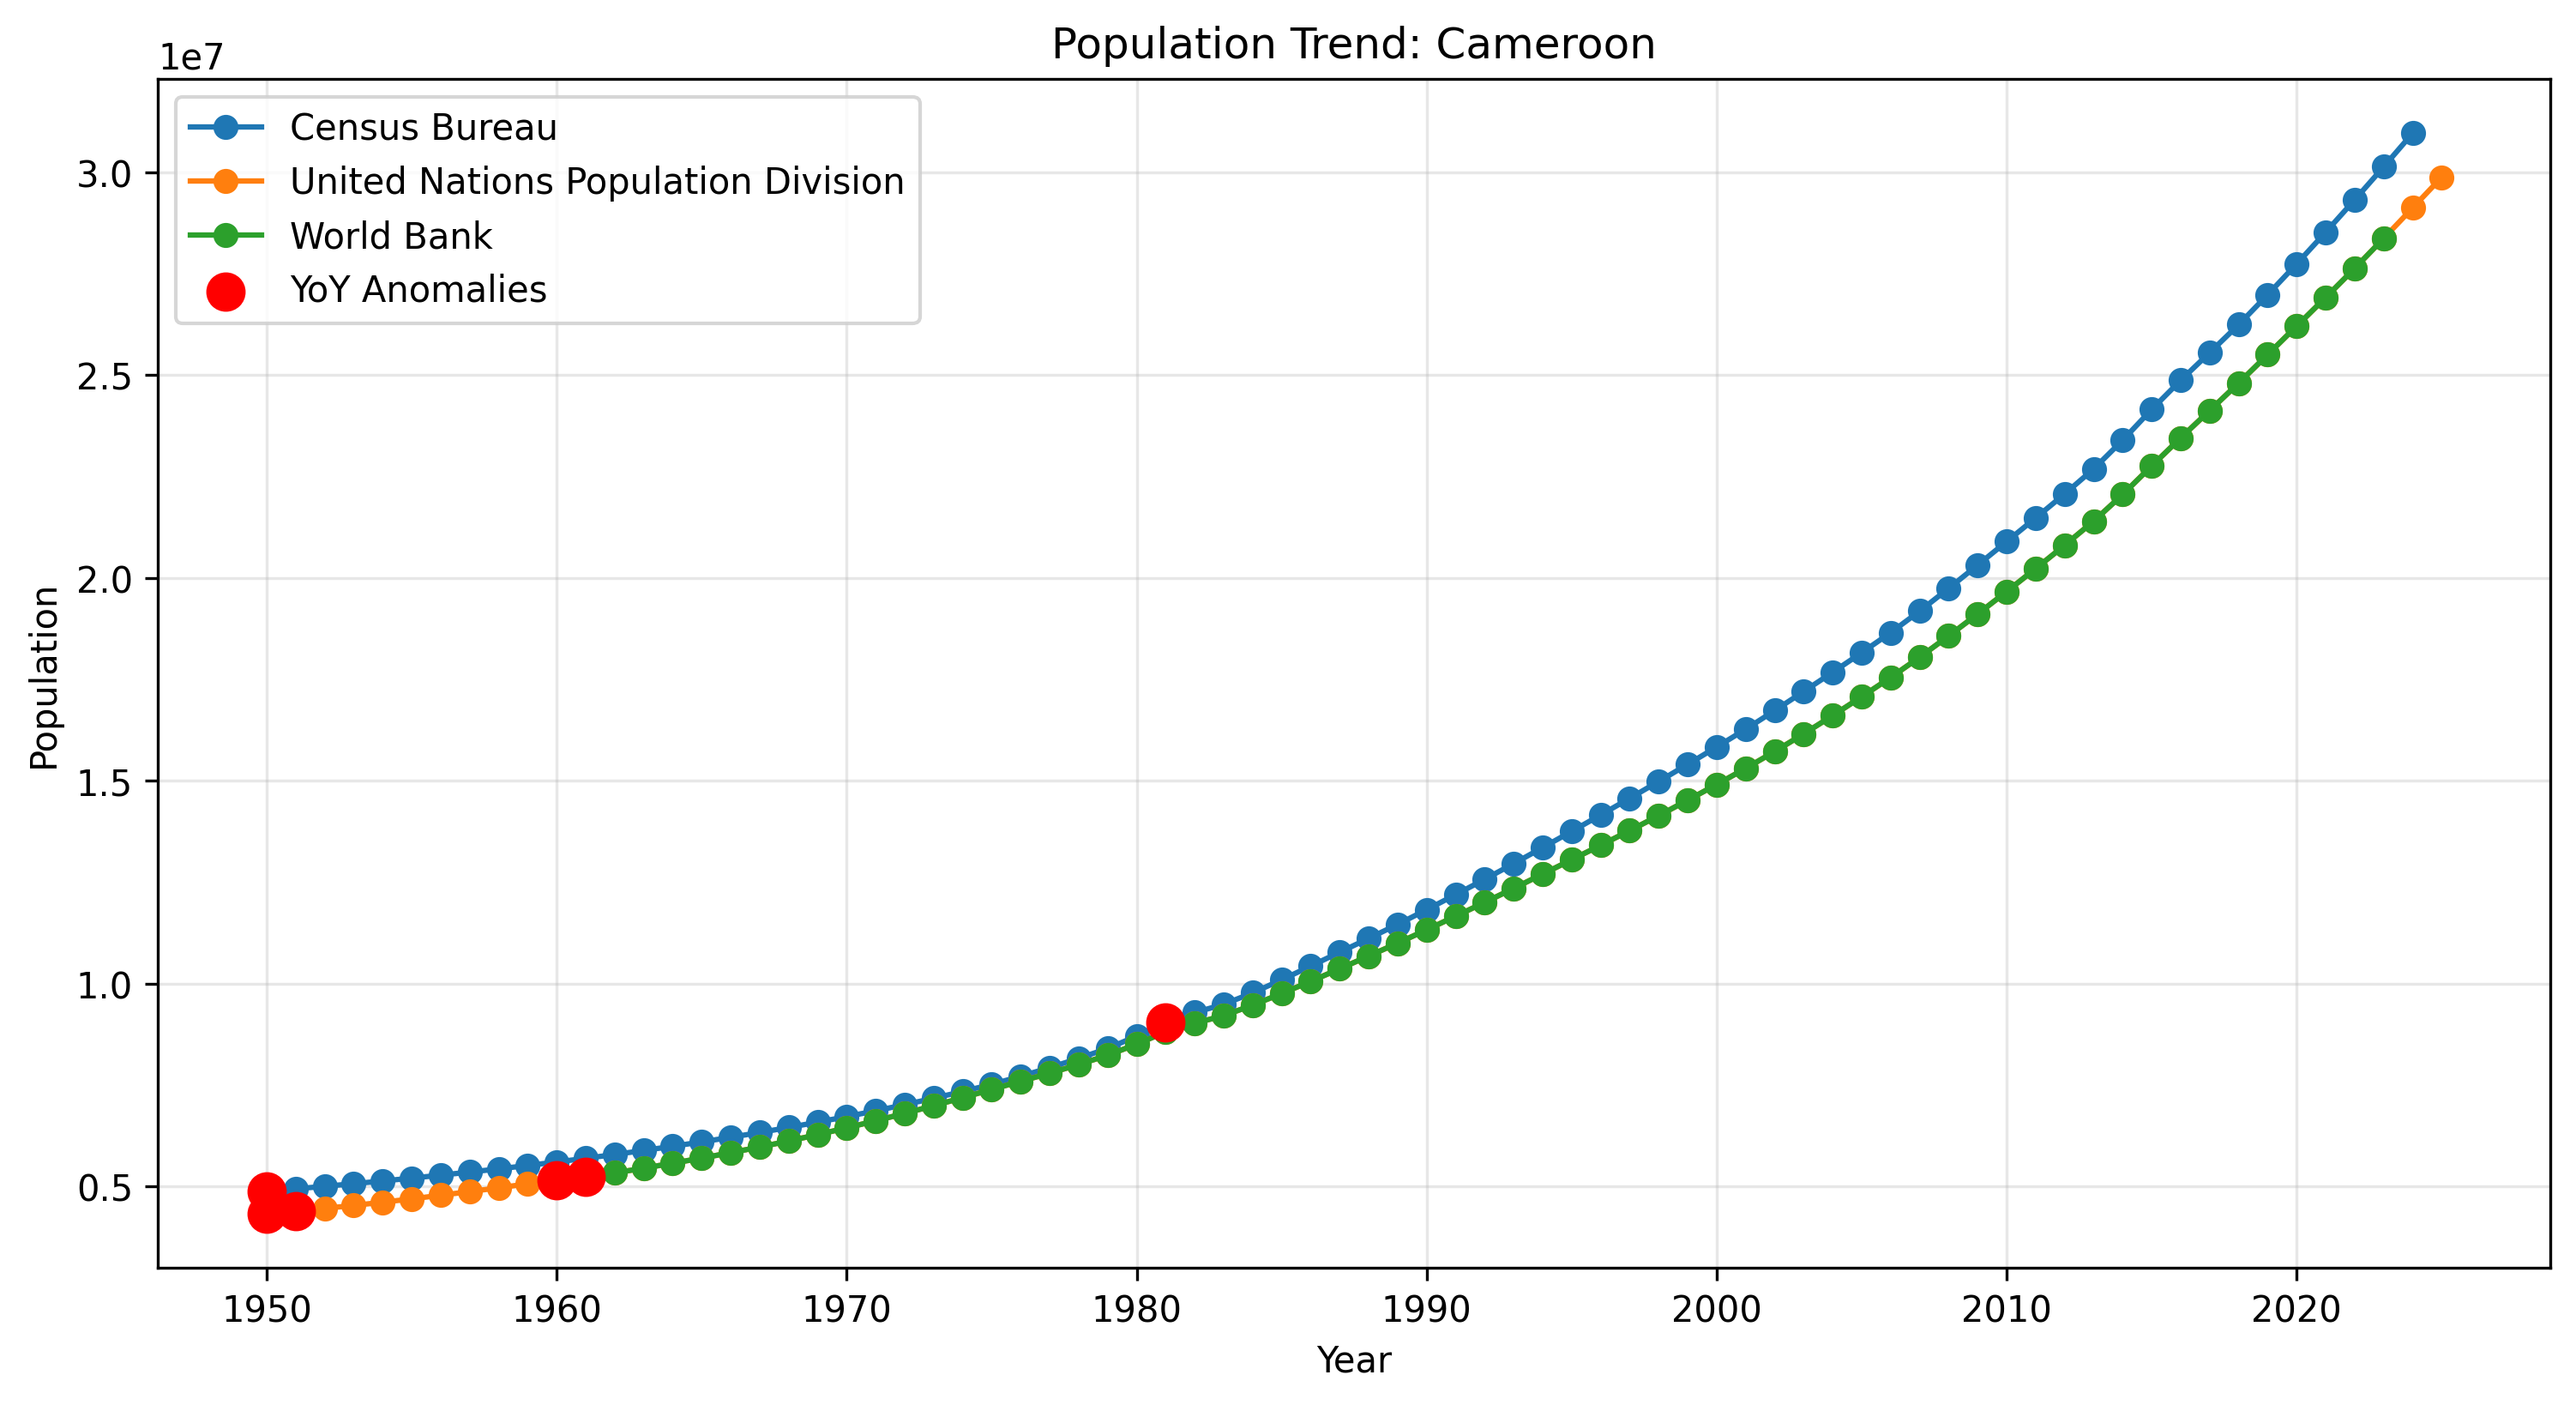 Population Trend: Cameroon
1e7
Census Bureau
United Nations Population Division
World Bank
YoY Anomalies
3.0
2.5
2.0
1.5
1.0
0.5
Population
1950 1960 1970 1980 1990 2000 2010 2020
Year